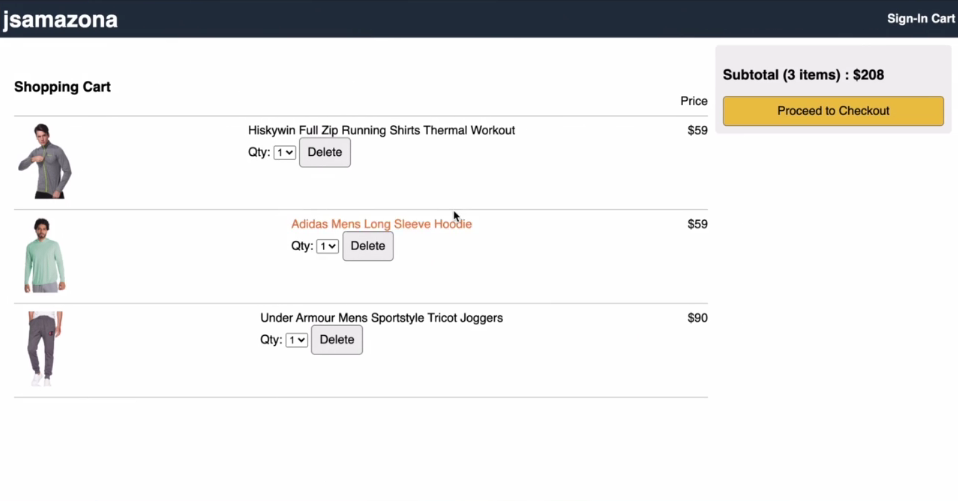 jsamazona
Sign-In Cart
Shopping Cart
Price
Hiskywin Full Zip Running Shirts Thermal Workout
$59
Qty: 1 Delete
Adidas Mens Long Sleeve Hoodie
$59
Qty: 1 Delete
Under Armour Mens Sportstyle Tricot Joggers
$90
Qty: 1 Delete
Subtotal (3 items) : $208
Proceed to Checkout